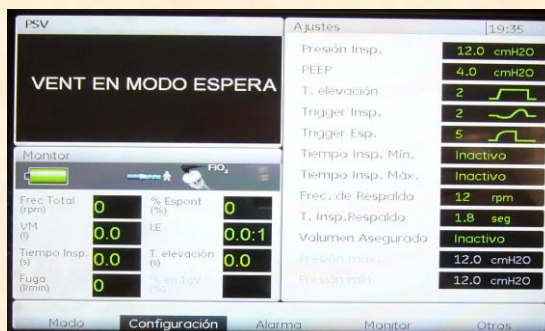 PSV
VENT EN MODO ESPERA
Monitor
FIO₂
Frec Total (rpm) 0 % Espont (%) 0
VM (l) 0.0 I:E 0.0:1
Tiempo Insp. (s) 0.0 T. elevación (s) 0.0
Fuga (l/min) 0 % en TgV (%)
Ajustes 19:35
Presión Insp. 12.0 cmH2O
PEEP 4.0 cmH2O
T. elevación 2
Trigger Insp. 2
Trigger Esp. 5
Tiempo Insp. Mín. Inactivo
Tiempo Insp. Máx. Inactivo
Frec. de Respaldo 12 rpm
T. Insp.Respaldo 1.8 seg
Volumen Asegurado Inactivo
Presión máx. 12.0 cmH2O
Presión mín. 12.0 cmH2O
Modo Configuración Alarma Monitor Otros